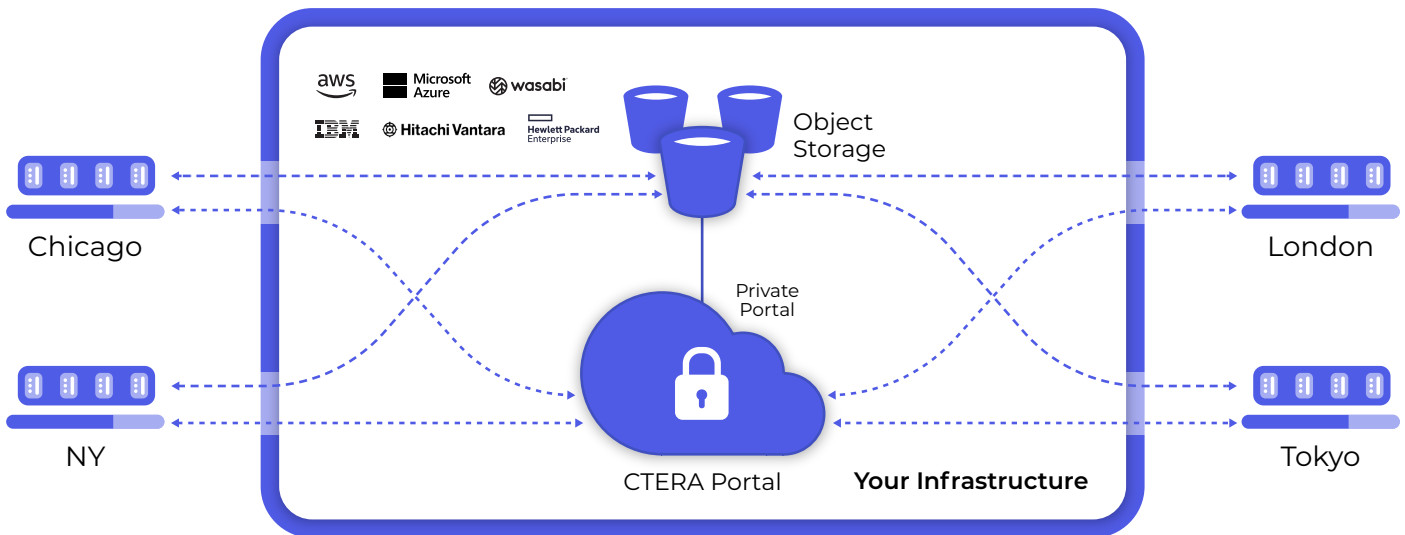 aws
Microsoft
Azure
wasabi
IBM
Hitachi Vantara
Hewlett Packard
Enterprise
Object
Storage
Chicago
London
Private
Portal
NY
Tokyo
CTERA Portal
Your Infrastructure